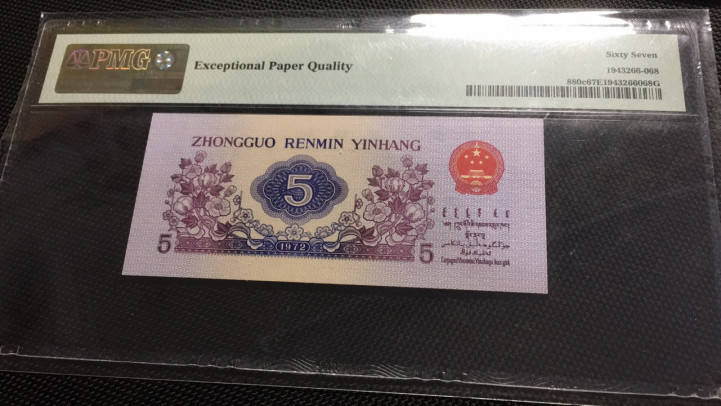 PMG
Exceptional Paper Quality
Sixty Seven
1943266-068
880c67E1943266068G
ZHONGGUO RENMIN YINHANG
5
5
1972
5